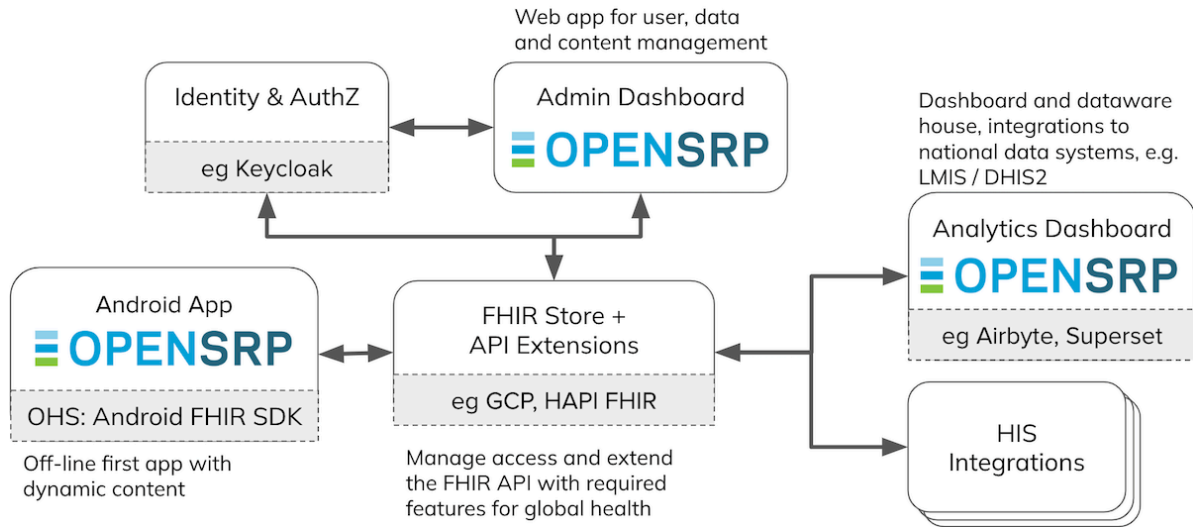 Web app for user, data
and content management
Identity & AuthZ
eg Keycloak
Admin Dashboard
OPENSRP
Dashboard and dataware
house, integrations to
national data systems, e.g.
LMIS / DHIS2
Analytics Dashboard
OPENSRP
eg Airbyte, Superset
Android App
OPENSRP
OHS: Android FHIR SDK
Off-line first app with
dynamic content
FHIR Store +
API Extensions
eg GCP, HAPI FHIR
Manage access and extend
the FHIR API with required
features for global health
HIS
Integrations